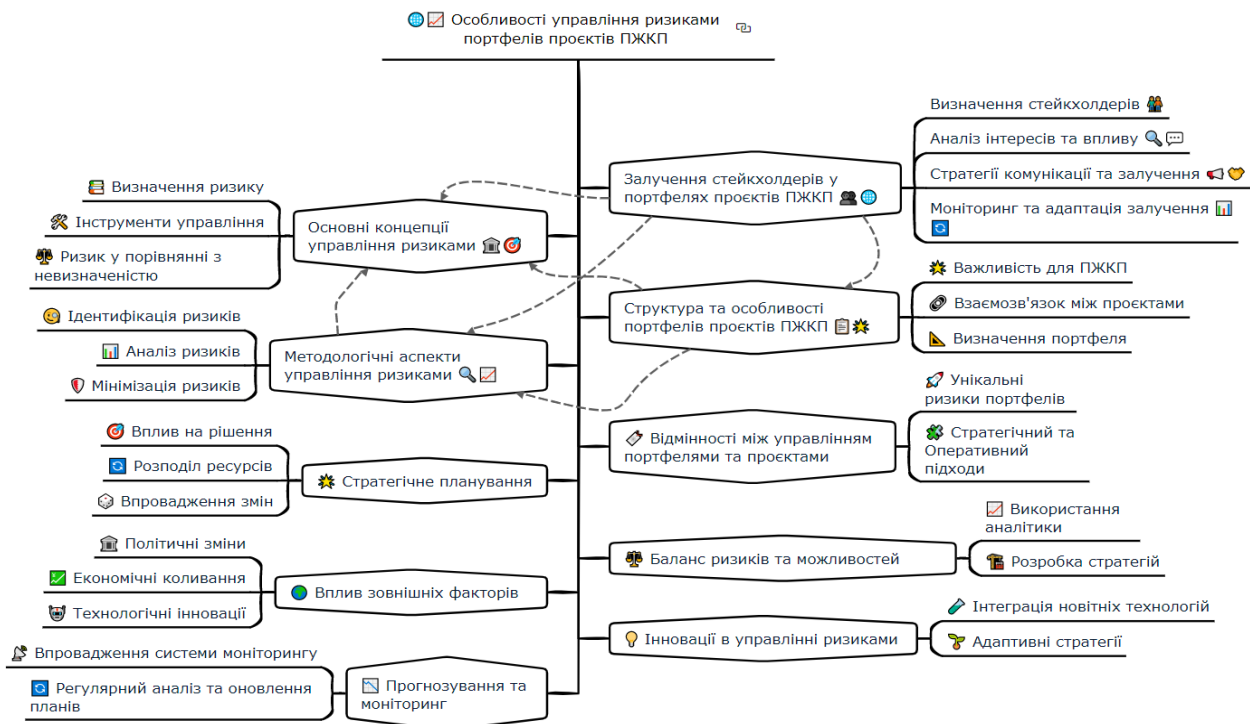 Особливості управління ризиками
портфелів проєктів ПЖКП
Визначення стейкхолдерів
Аналіз інтересів та впливу
Стратегії комунікації та залучення
Моніторинг та адаптація залучення
Залучення стейкхолдерів у
портфелях проєктів ПЖКП
Визначення ризику
Інструменти управління
Ризик у порівнянні з
невизначеністю
Основні концепції
управління ризиками
Важливість для ПЖКП
Взаємозв'язок між проєктами
Визначення портфеля
Структура та особливості
портфелів проєктів ПЖКП
Ідентифікація ризиків
Аналіз ризиків
Мінімізація ризиків
Методологічні аспекти
управління ризиками
Унікальні
ризики портфелів
Стратегічний та
Оперативний
підходи
Відмінності між управлінням
портфелями та проєктами
Вплив на рішення
Розподіл ресурсів
Впровадження змін
Стратегічне планування
Використання
аналітики
Розробка стратегій
Баланс ризиків та можливостей
Політичні зміни
Економічні коливання
Технологічні інновації
Вплив зовнішніх факторів
Інтеграція новітніх технологій
Адаптивні стратегії
Інновації в управлінні ризиками
Впровадження системи моніторингу
Регулярний аналіз та оновлення
планів
Прогнозування та
моніторинг